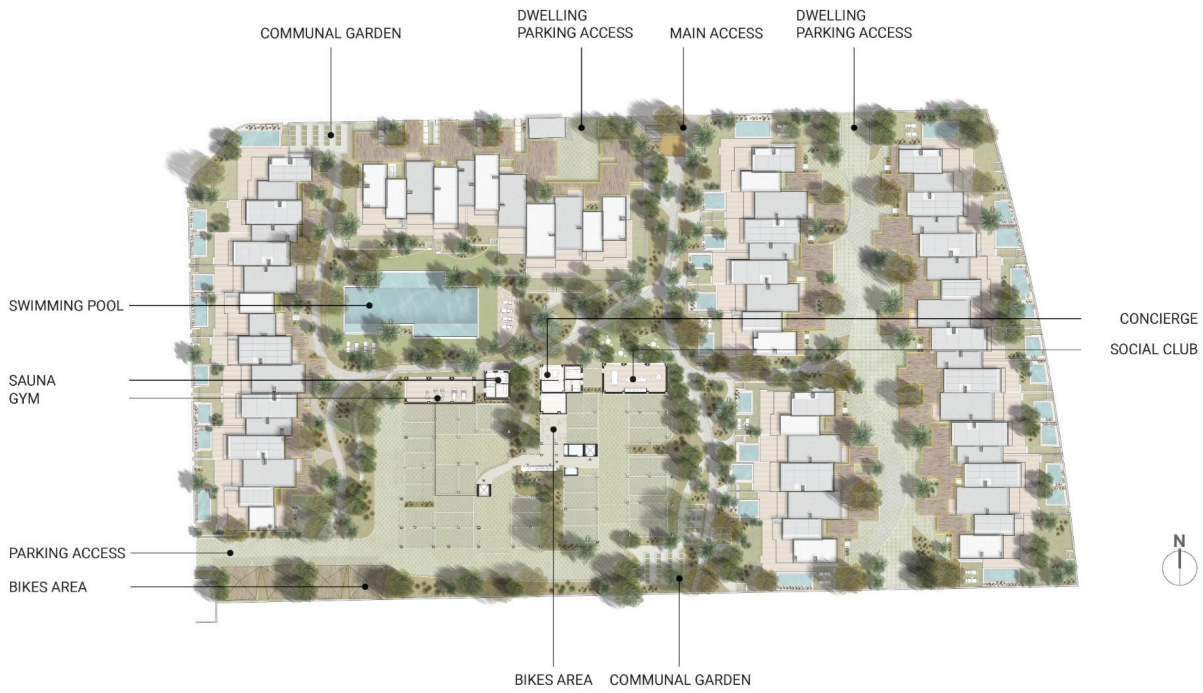 DWELLING
PARKING ACCESS
DWELLING
PARKING ACCESS
COMMUNAL GARDEN
MAIN ACCESS
SWIMMING POOL
CONCIERGE
SOCIAL CLUB
SAUNA
GYM
N
PARKING ACCESS
BIKES AREA
BIKES AREA
COMMUNAL GARDEN